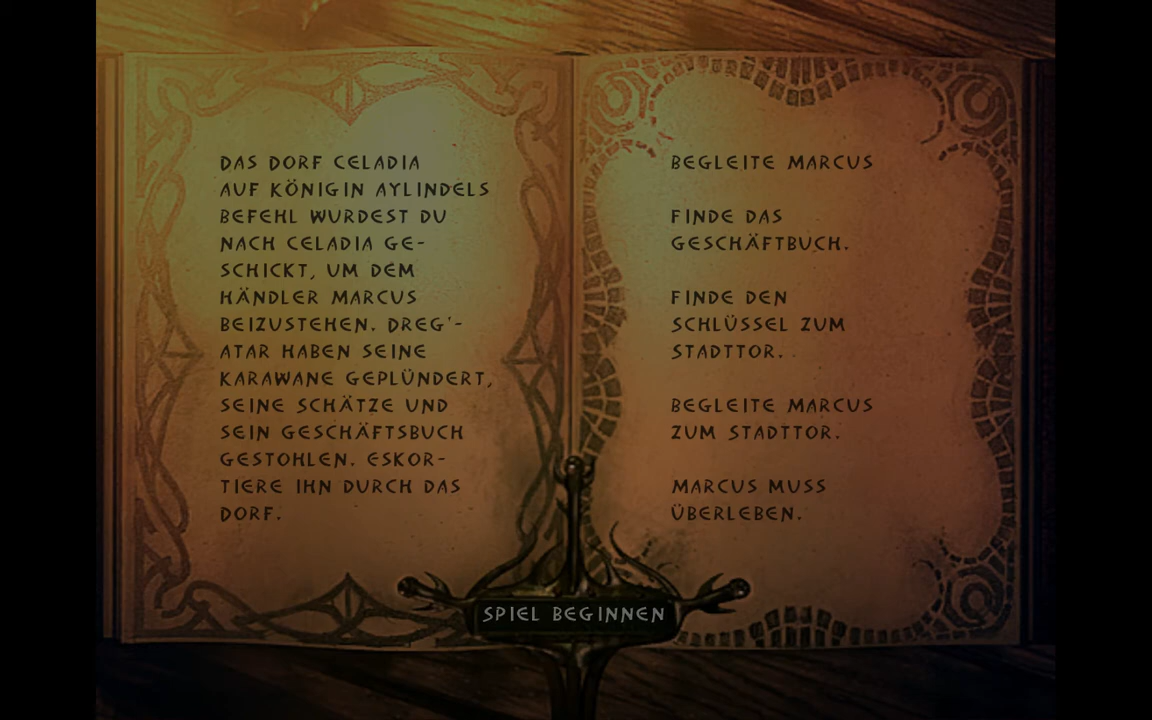 DAS DORF CELADIA
AUF KÖNIGIN AYLINDELS
BEFEHL WURDEST DU
NACH CELADIA GE-
SCHICKT, UM DEM
HÄNDLER MARCUS
BEIZUSTEHEN. DREG'-
ATAR HABEN SEINE
KARAWANE GEPLÜNDERT,
SEINE SCHÄTZE UND
SEIN GESCHÄFTSBUCH
GESTOHLEN. ESKOR-
TIERE IHN DURCH DAS
DORF.
BEGLEITE MARCUS
FINDE DAS
GESCHÄFTBUCH.
FINDE DEN
SCHLÜSSEL ZUM
STADTTOR.
BEGLEITE MARCUS
ZUM STADTTOR.
MARCUS MUSS
ÜBERLEBEN.
SPIEL BEGINNEN